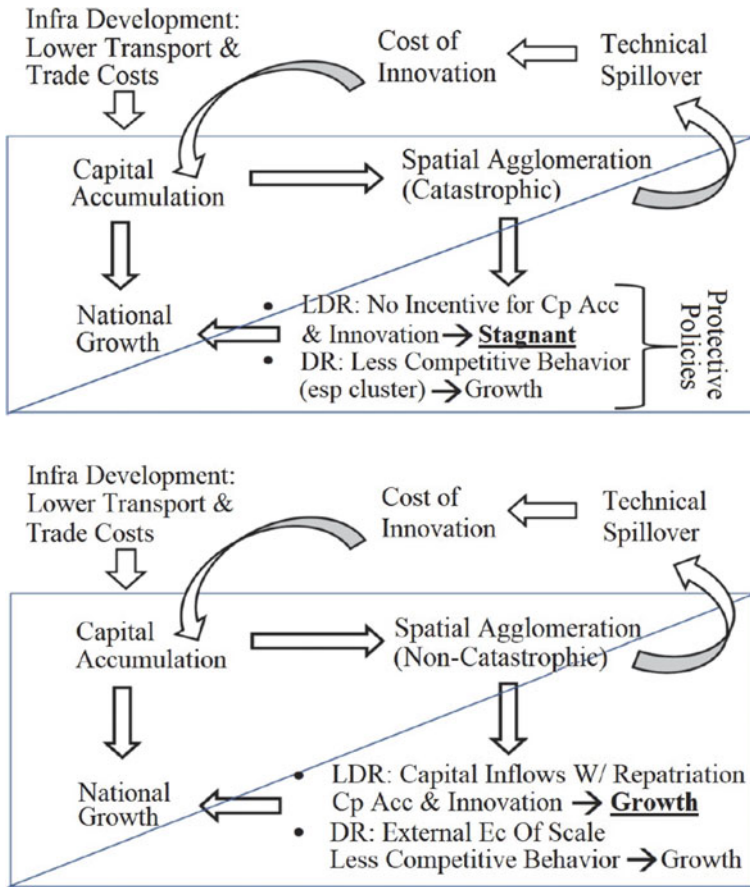 Infra Development:
Lower Transport &
Trade Costs
Cost of
Innovation
Technical
Spillover
Capital
Accumulation
Spatial Agglomeration
(Catastrophic)
National
Growth
• LDR: No Incentive for Cp Acc
& Innovation → Stagnant
• DR: Less Competitive Behavior
(esp cluster) → Growth
Protective
Policies
Infra Development:
Lower Transport &
Trade Costs
Cost of
Innovation
Technical
Spillover
Capital
Accumulation
Spatial Agglomeration
(Non-Catastrophic)
National
Growth
• LDR: Capital Inflows W/ Repatriation
Cp Acc & Innovation → Growth
• DR: External Ec Of Scale
Less Competitive Behavior → Growth